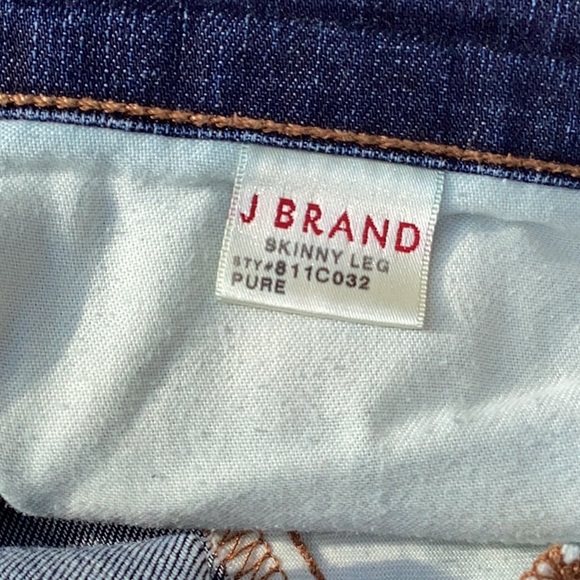 J BRAND
SKINNY LEG
STY#811C032
PURE